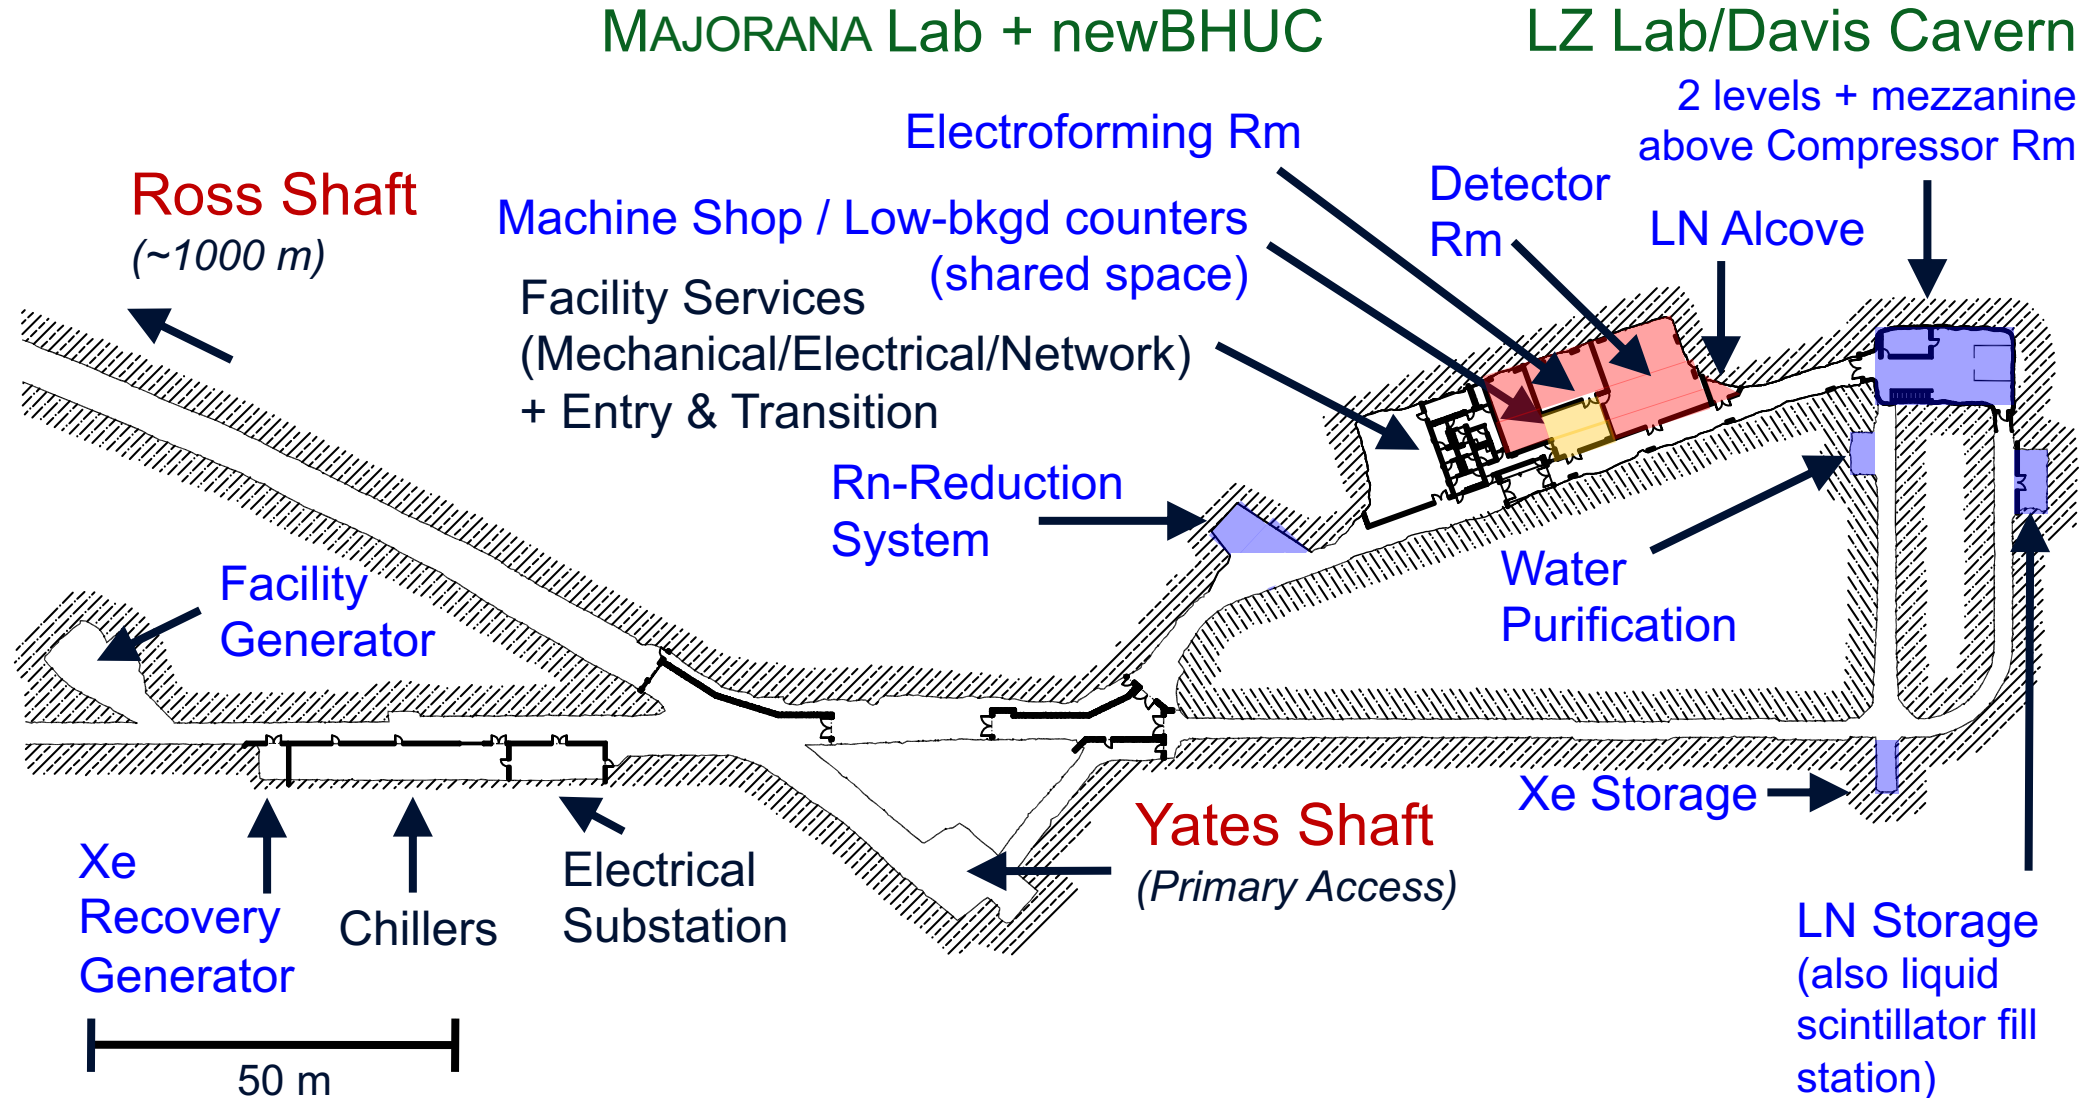 MAJORANA Lab + newBHUC
LZ Lab/Davis Cavern
2 levels + mezzanine
above Compressor Rm
Electroforming Rm
Detector
Rm
LN Alcove
Ross Shaft
(~1000 m)
Machine Shop / Low-bkgd counters
(shared space)
Facility Services
(Mechanical/Electrical/Network)
+ Entry & Transition
Rn-Reduction
System
Water
Purification
Facility
Generator
Xe Storage
Yates Shaft
(Primary Access)
Xe
Recovery
Generator
Chillers
Electrical
Substation
LN Storage
(also liquid
scintillator fill
station)
50 m